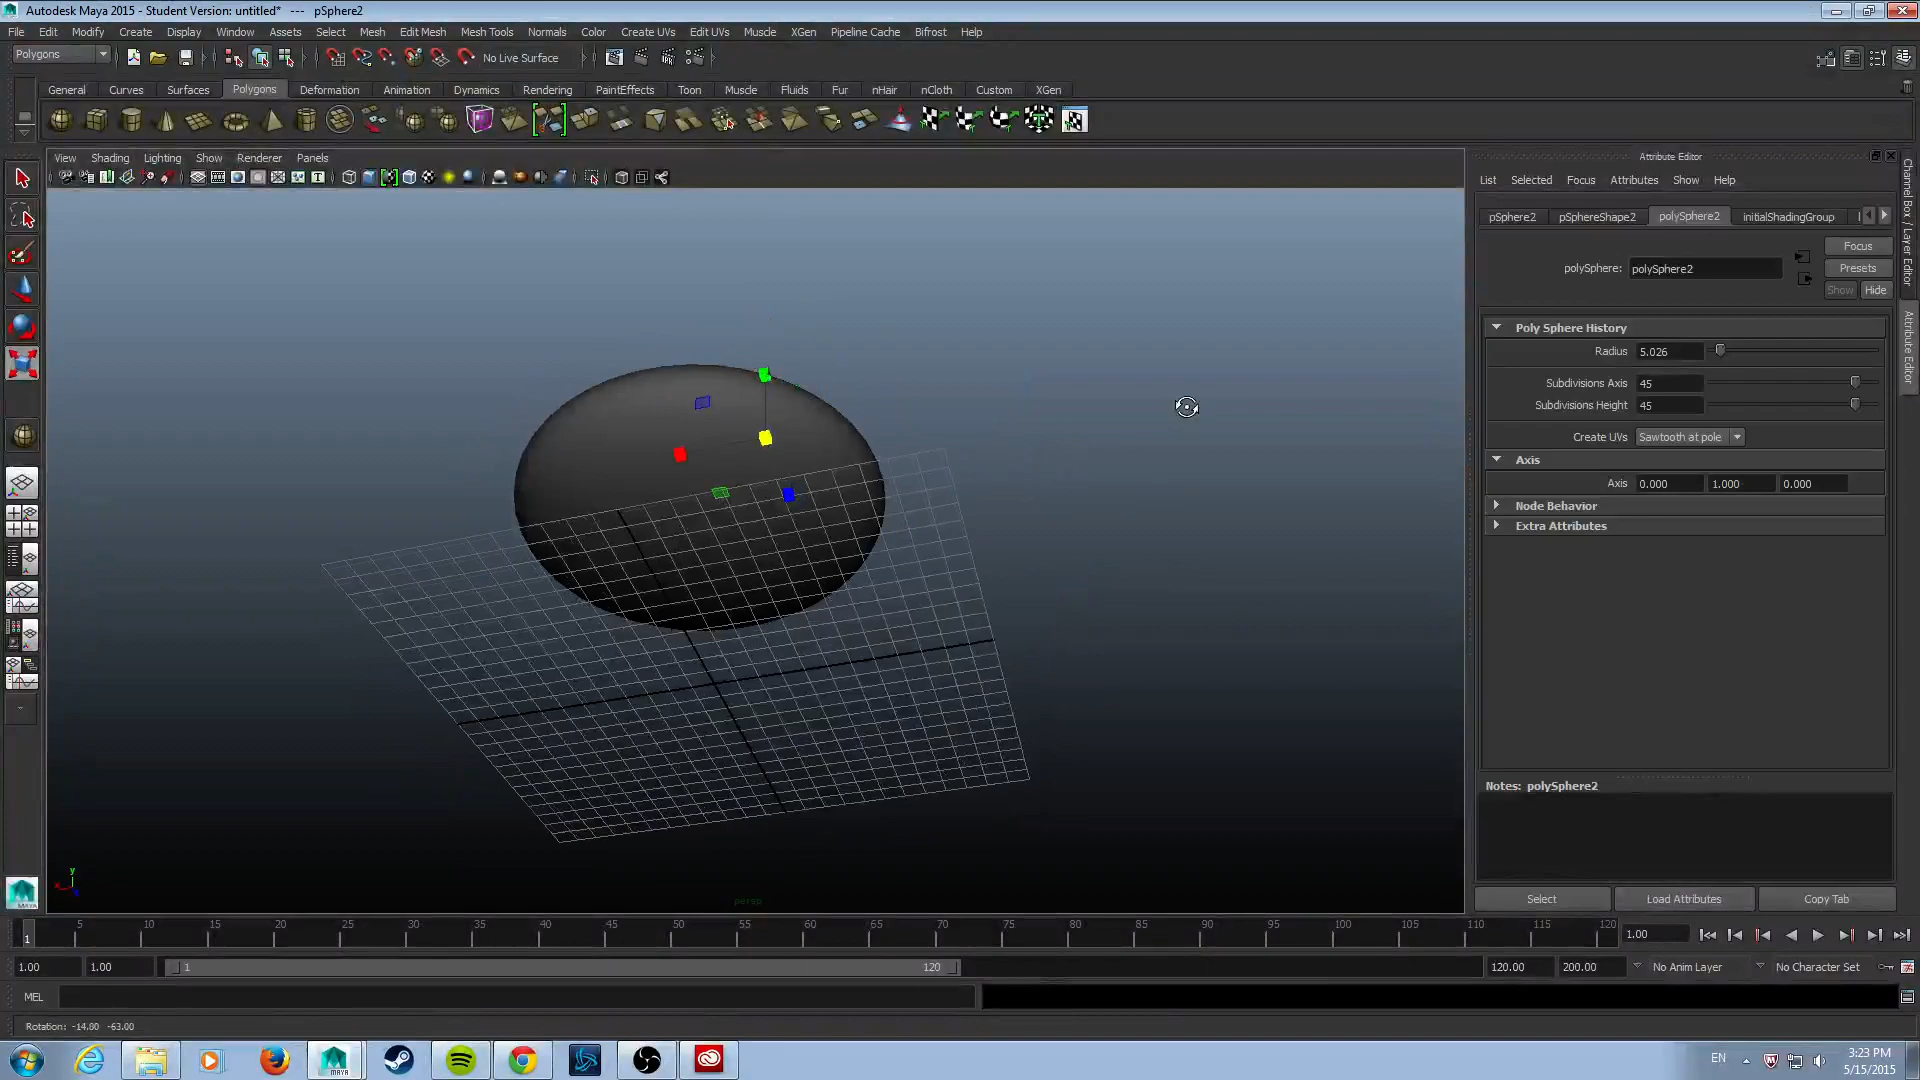 Autodesk Maya 2015 - Student Version: untitled*   ---   pSphere2
File Edit Modify Create Display Window Assets Select Mesh Edit Mesh Mesh Tools Normals Color Create UVs Edit UVs Muscle XGen Pipeline Cache Bifrost Help
Polygons No Live Surface
General Curves Surfaces Polygons Deformation Animation Dynamics Rendering PaintEffects Toon Muscle Fluids Fur nHair nCloth Custom XGen
View Shading Lighting Show Renderer Panels
Attribute Editor
List Selected Focus Attributes Show Help
pSphere2 pSphereShape2 polySphere2 initialShadingGroup
Focus
polySphere: polySphere2
Presets
Show Hide
Poly Sphere History
Radius 5.026
Subdivisions Axis 45
Subdivisions Height 45
Create UVs Sawtooth at pole
Axis
Axis 0.000 1.000 0.000
Node Behavior
Extra Attributes
Channel Box / Layer Editor
Attribute Editor
Notes: polySphere2
Select Load Attributes Copy Tab
y
x
persp
MAYA
1 5 10 15 20 25 30 35 40 45 50 55 60 65 70 75 80 85 90 95 100 105 110 115 120
1.00
1.00 1.00 1 120 120.00 200.00 No Anim Layer No Character Set
MEL
Rotation: -14.80 -63.00
MAYA
EN
3:23 PM
5/15/2015